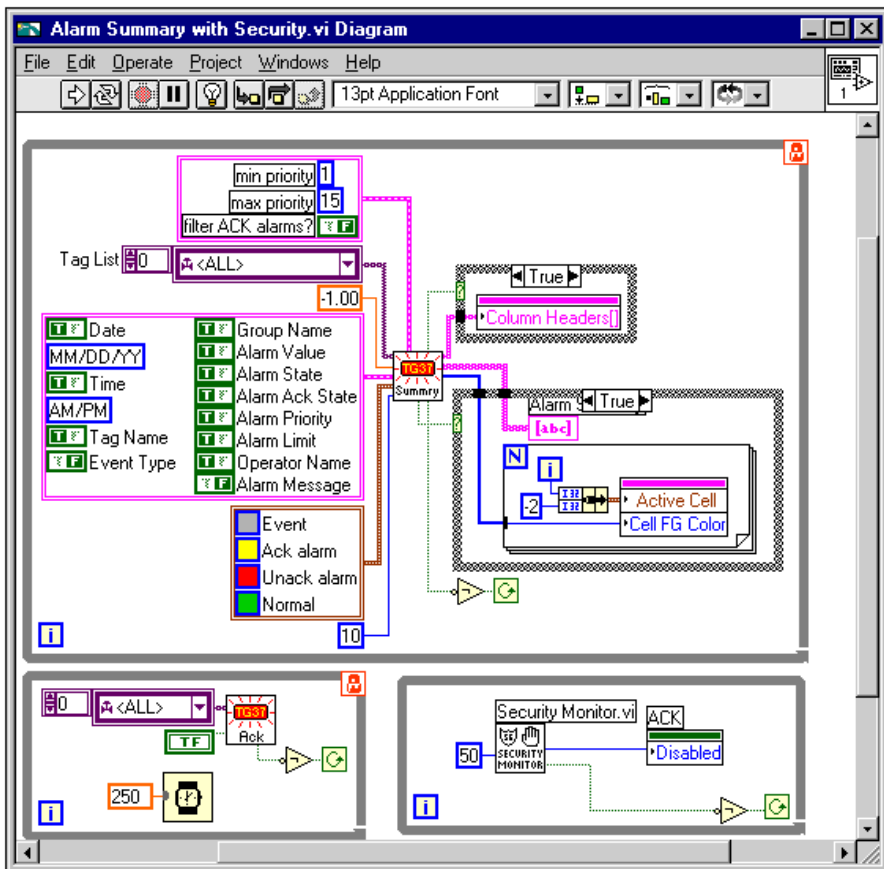 Alarm Summary with Security.vi Diagram
File Edit Operate Project Windows Help
13pt Application Font
1
min priority 1
max priority 15
filter ACK alarms? F
Tag List 0 <ALL>
-1.00
True
Column Headers[]
T Date
MM/DD/YY
T Time
AM/PM
T Tag Name
F Event Type
T Group Name
T Alarm Value
T Alarm State
T Alarm Ack State
T Alarm Priority
T Alarm Limit
T Operator Name
F Alarm Message
TG37
Summry
?
?
Alarm S
True
[abc]
N
i
-2
I32
I32
Active Cell
Cell FG Color
Event
Ack alarm
Unack alarm
Normal
10
i
0 <ALL>
TG37
Ack
TF
250
i
Security Monitor.vi
SECURITY
MONITOR
50
ACK
Disabled
i